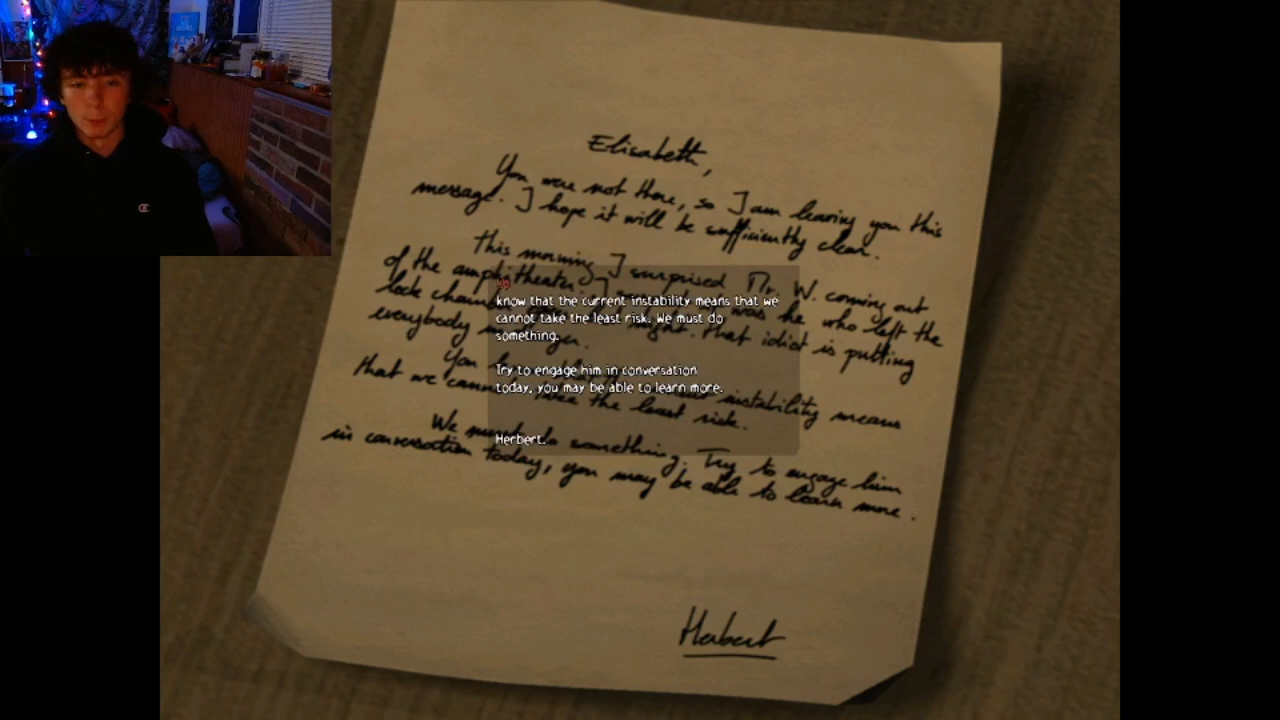 Elisabeth,
You were not there, so I am leaving you this
message. I hope it will be sufficiently clear.
This morning I surprised Mr. W. coming out
of the amphitheater. I was he who left the
lock night. That idiot is putting
everybody
know that the current instability means that we
cannot take the least risk. We must do
something.
Try to engage him in conversation
today, you may be able to learn more.
Herbert.
You instability means
that we cannot take the least risk.
We must do something. Try to engage him
in conversation today, you may be able to learn more.
Herbert